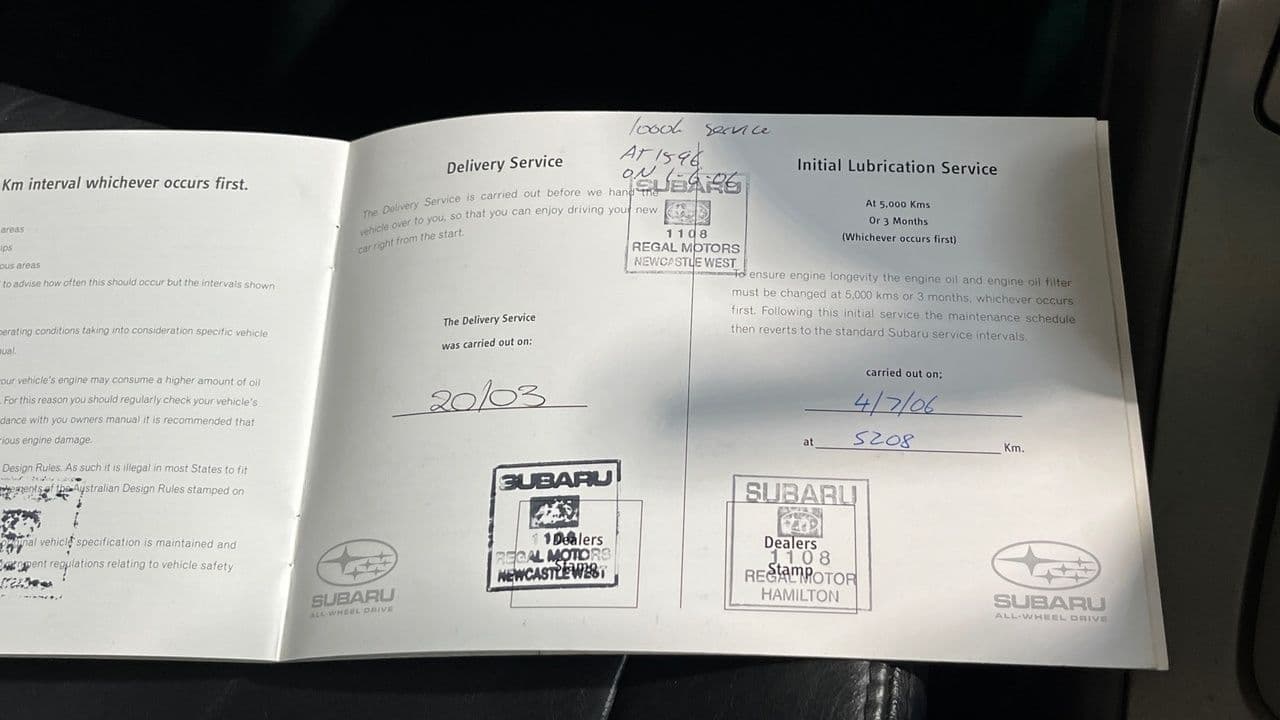 Km interval whichever occurs first.
areas
ips
ous areas
to advise how often this should occur but the intervals shown
erating conditions taking into consideration specific vehicle
ual.
our vehicle's engine may consume a higher amount of oil
. For this reason you should regularly check your vehicle's
dance with you owners manual it is recommended that
rious engine damage.
Design Rules. As such it is illegal in most States to fit
of the Australian Design Rules stamped on
vehicle specification is maintained and
regulations relating to vehicle safety
Delivery Service
The Delivery Service is carried out before we hand the
vehicle over to you, so that you can enjoy driving your new
car right from the start.
The Delivery Service
was carried out on:
20/03
SUBARU
Dealers
Stamp
REGAL MOTORS
NEWCASTLE WEST
SUBARU
ALL-WHEEL DRIVE
service
AT 1596
ON 1-6-06
SUBARU
1108
REGAL MOTORS
NEWCASTLE WEST
Initial Lubrication Service
At 5,000 Kms
Or 3 Months
(Whichever occurs first)
To ensure engine longevity the engine oil and engine oil filter
must be changed at 5,000 kms or 3 months, whichever occurs
first. Following this initial service the maintenance schedule
then reverts to the standard Subaru service intervals.
carried out on:
4/7/06
at 5208 Km.
SUBARU
Dealers
1108
Stamp
REGAL MOTOR
HAMILTON
SUBARU
ALL-WHEEL DRIVE